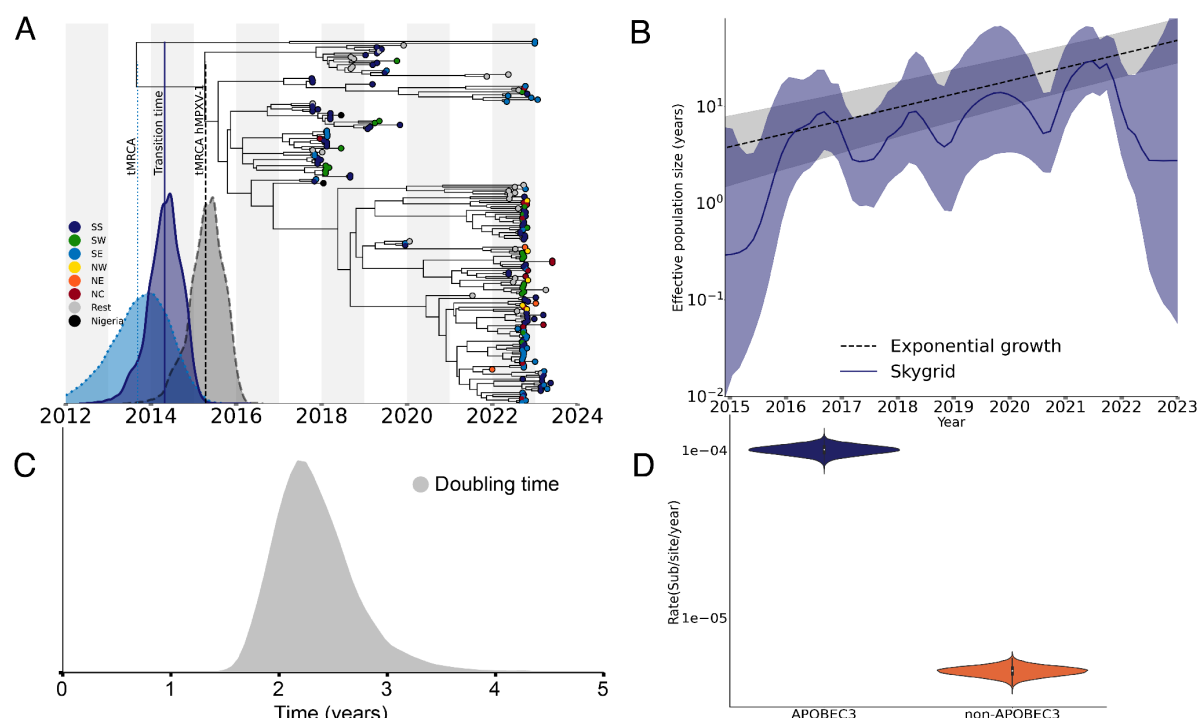 A
tMRCA
Transition time
tMRCA hMPXV-1
SS
SW
SE
NW
NE
NC
Rest
Nigeria
2012 2014 2016 2018 2020 2022 2024
B
Effective population size (years)
10¹
10⁰
10⁻¹
10⁻²
Exponential growth
Skygrid
2015 2016 2017 2018 2019 2020 2021 2022 2023
Year
C
Doubling time
0 1 2 3 4 5
Time (years)
D
Rate(Sub/site/year)
1e−04
1e−05
APOBEC3 non-APOBEC3